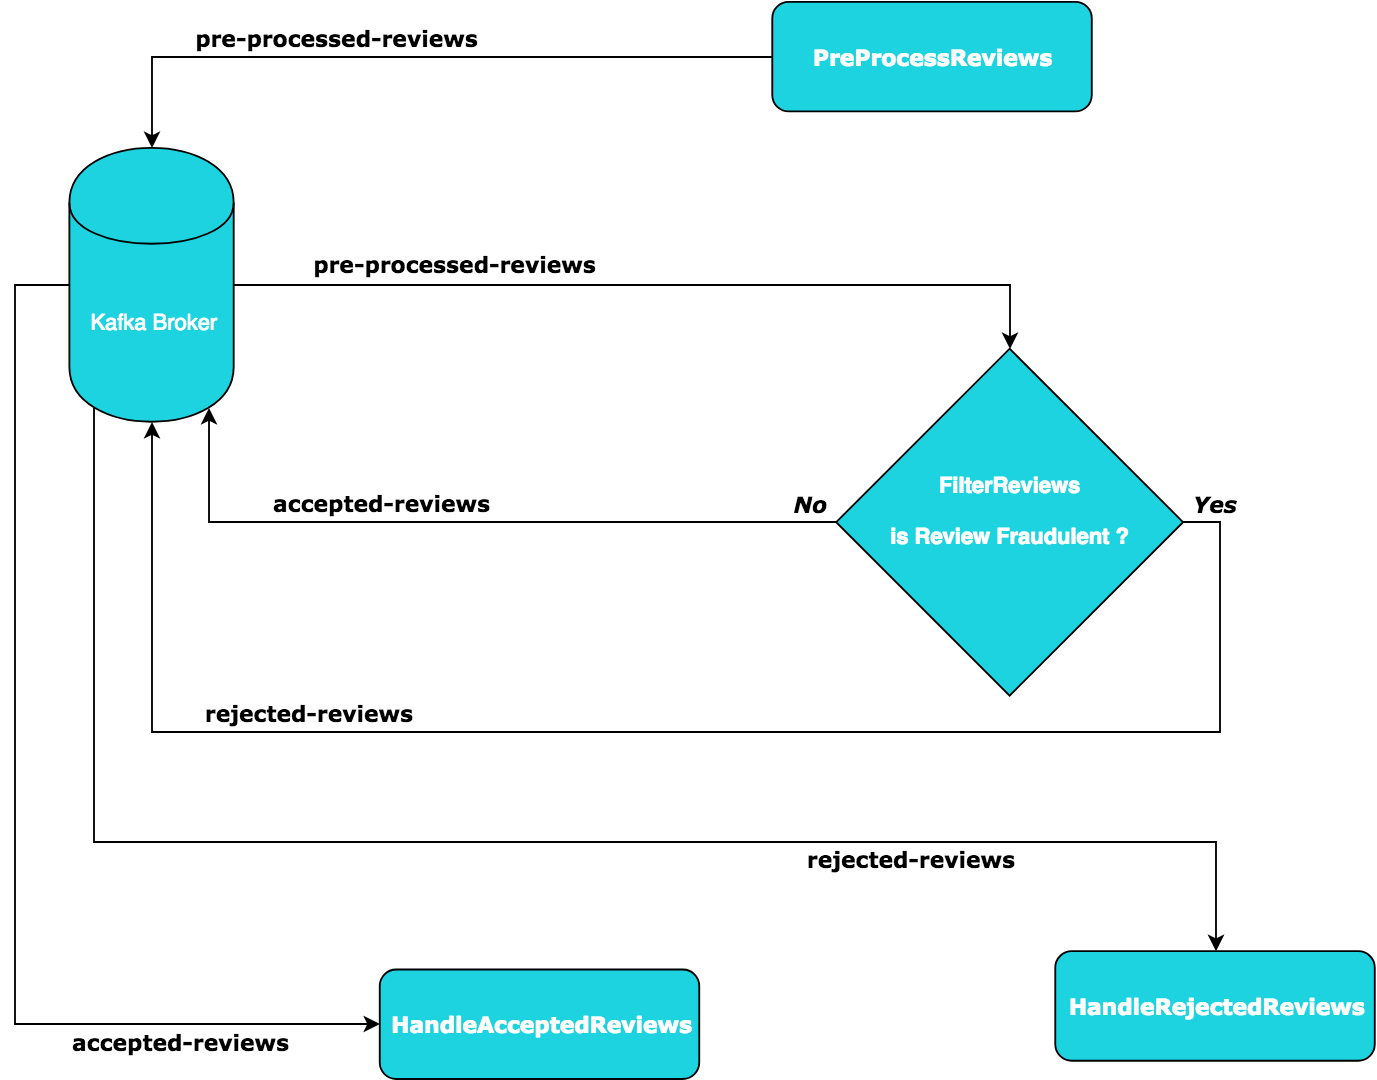 pre-processed-reviews
PreProcessReviews
pre-processed-reviews
Kafka Broker
FilterReviews
is Review Fraudulent ?
No
Yes
accepted-reviews
rejected-reviews
rejected-reviews
HandleRejectedReviews
HandleAcceptedReviews
accepted-reviews